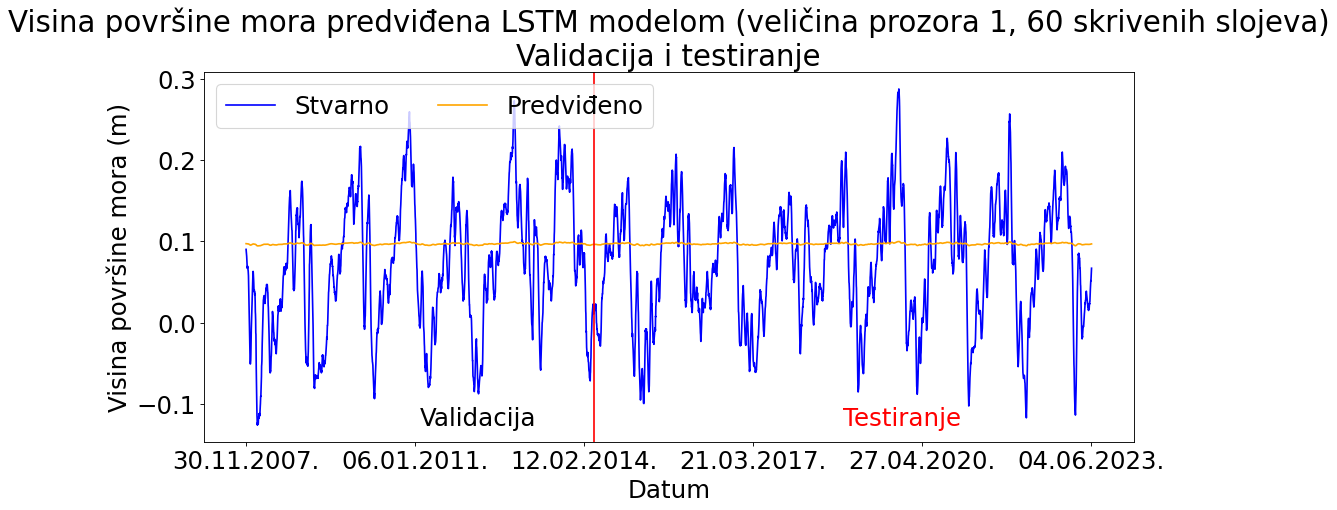 Visina površine mora predviđena LSTM modelom (veličina prozora 1, 60 skrivenih slojeva)
Validacija i testiranje
Stvarno
Predviđeno
Visina površine mora (m)
0.3
0.2
0.1
0.0
−0.1
Validacija
Testiranje
30.11.2007.
06.01.2011.
12.02.2014.
21.03.2017.
27.04.2020.
04.06.2023.
Datum